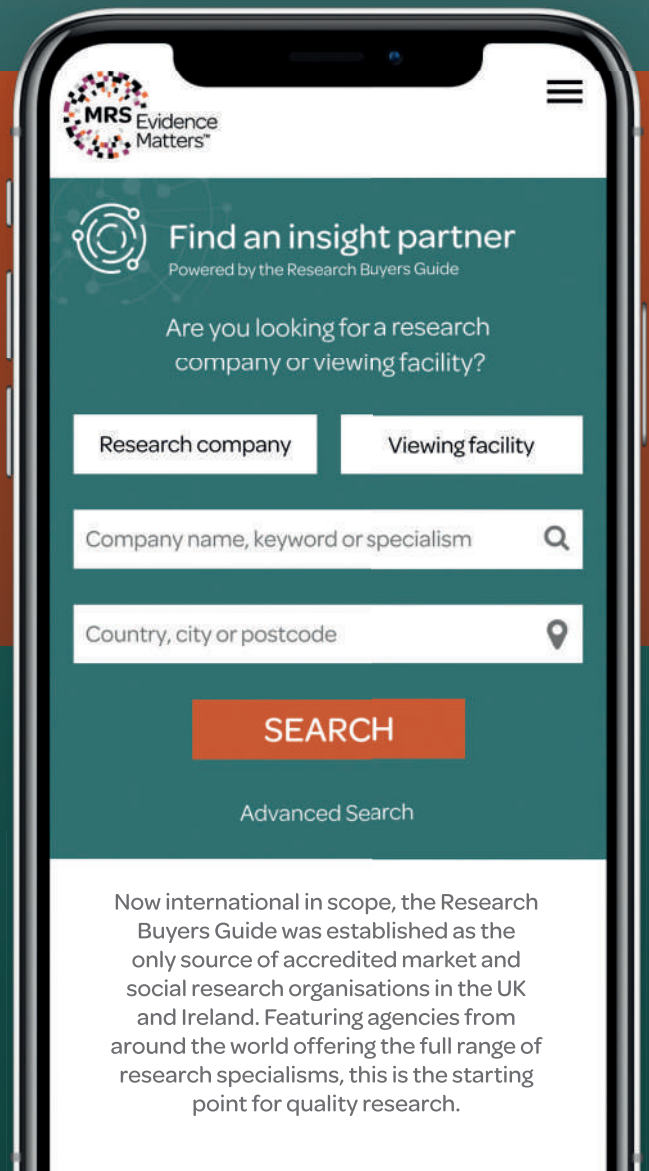 MRS Evidence
Matters™
Find an insight partner
Powered by the Research Buyers Guide
Are you looking for a research
company or viewing facility?
Research company
Viewing facility
Company name, keyword or specialism
Country, city or postcode
SEARCH
Advanced Search
Now international in scope, the Research
Buyers Guide was established as the
only source of accredited market and
social research organisations in the UK
and Ireland. Featuring agencies from
around the world offering the full range of
research specialisms, this is the starting
point for quality research.